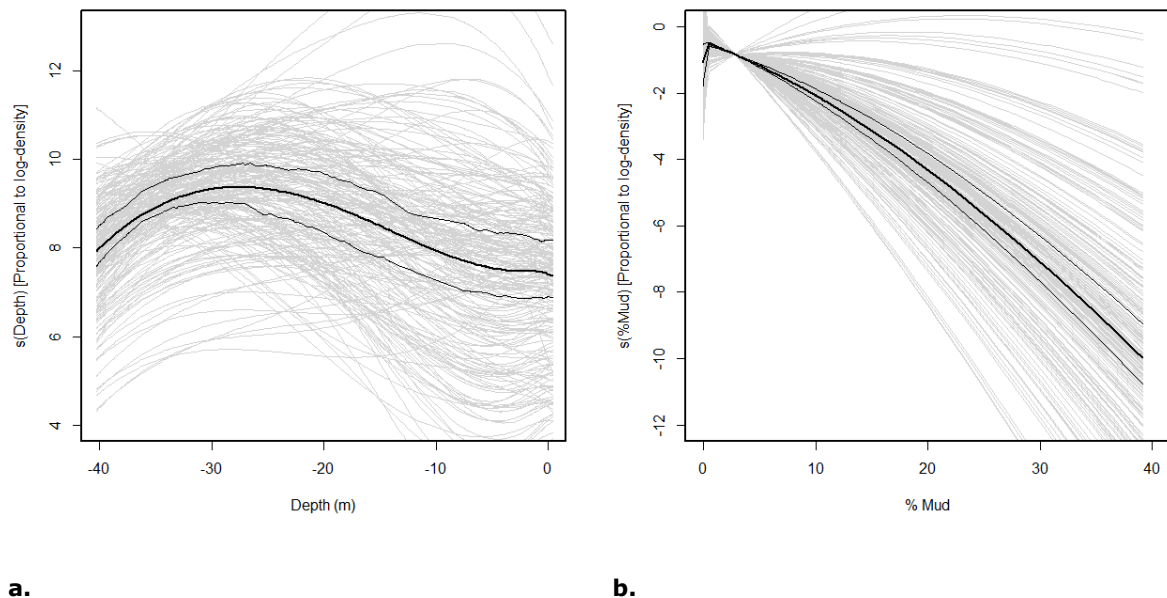 s(Depth) [Proportional to log-density]
12
10
8
6
4
-40 -30 -20 -10 0
Depth (m)
a.
s(%Mud) [Proportional to log-density]
0
-2
-4
-6
-8
-10
-12
0 10 20 30 40
% Mud
b.